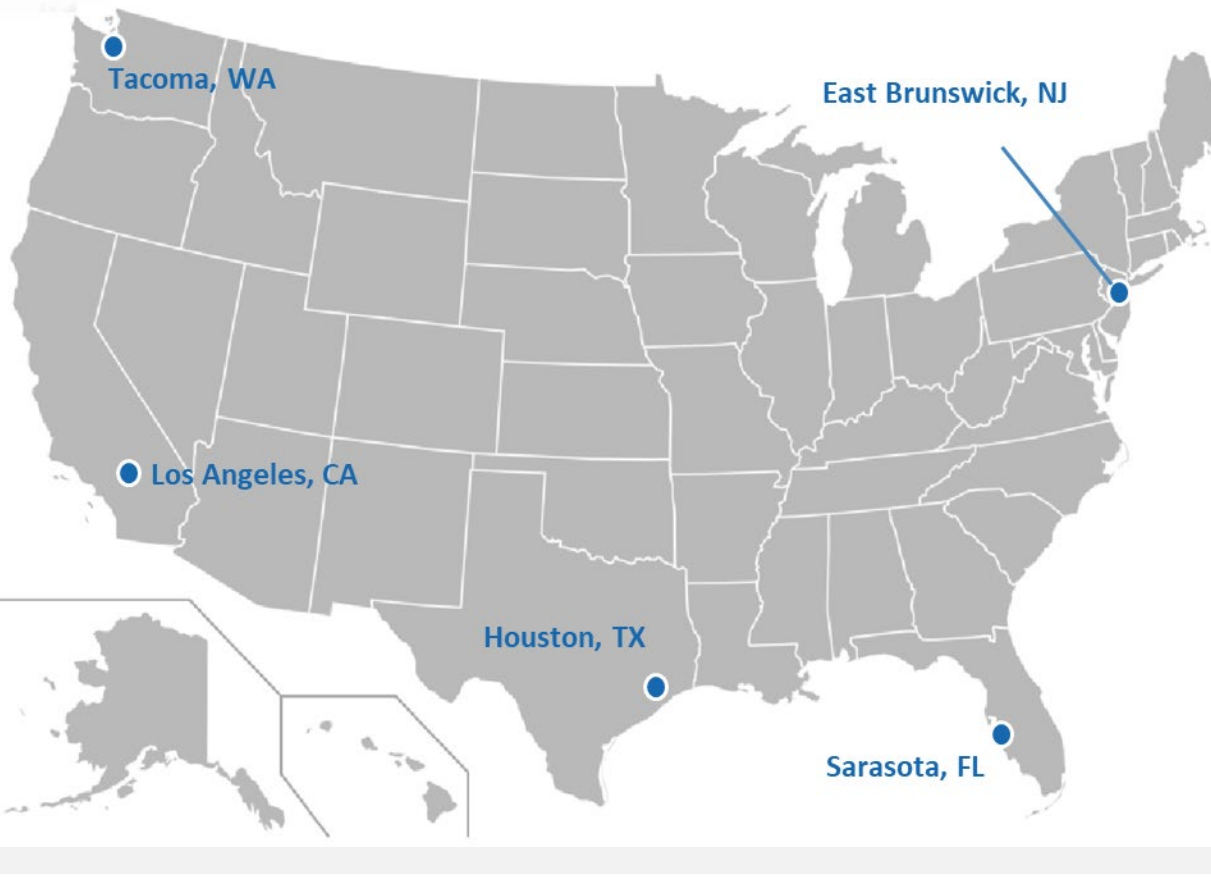 Tacoma, WA
East Brunswick, NJ
Los Angeles, CA
Houston, TX
Sarasota, FL